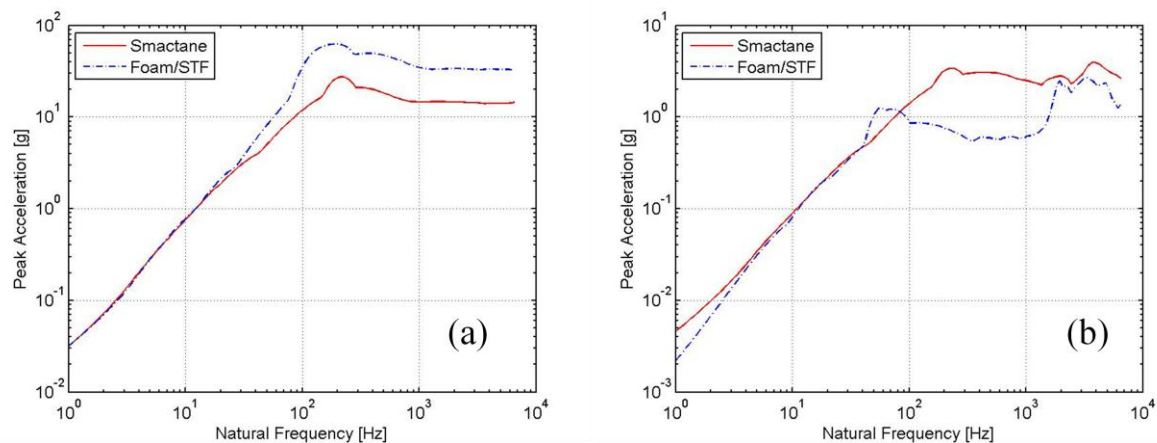 10²
10¹
10⁰
10⁻¹
10⁻²
Peak Acceleration [g]
Smactane
Foam/STF
(a)
10⁰ 10¹ 10² 10³ 10⁴
Natural Frequency [Hz]
10¹
10⁰
10⁻¹
10⁻²
10⁻³
Peak Acceleration [g]
Smactane
Foam/STF
(b)
10⁰ 10¹ 10² 10³ 10⁴
Natural Frequency [Hz]